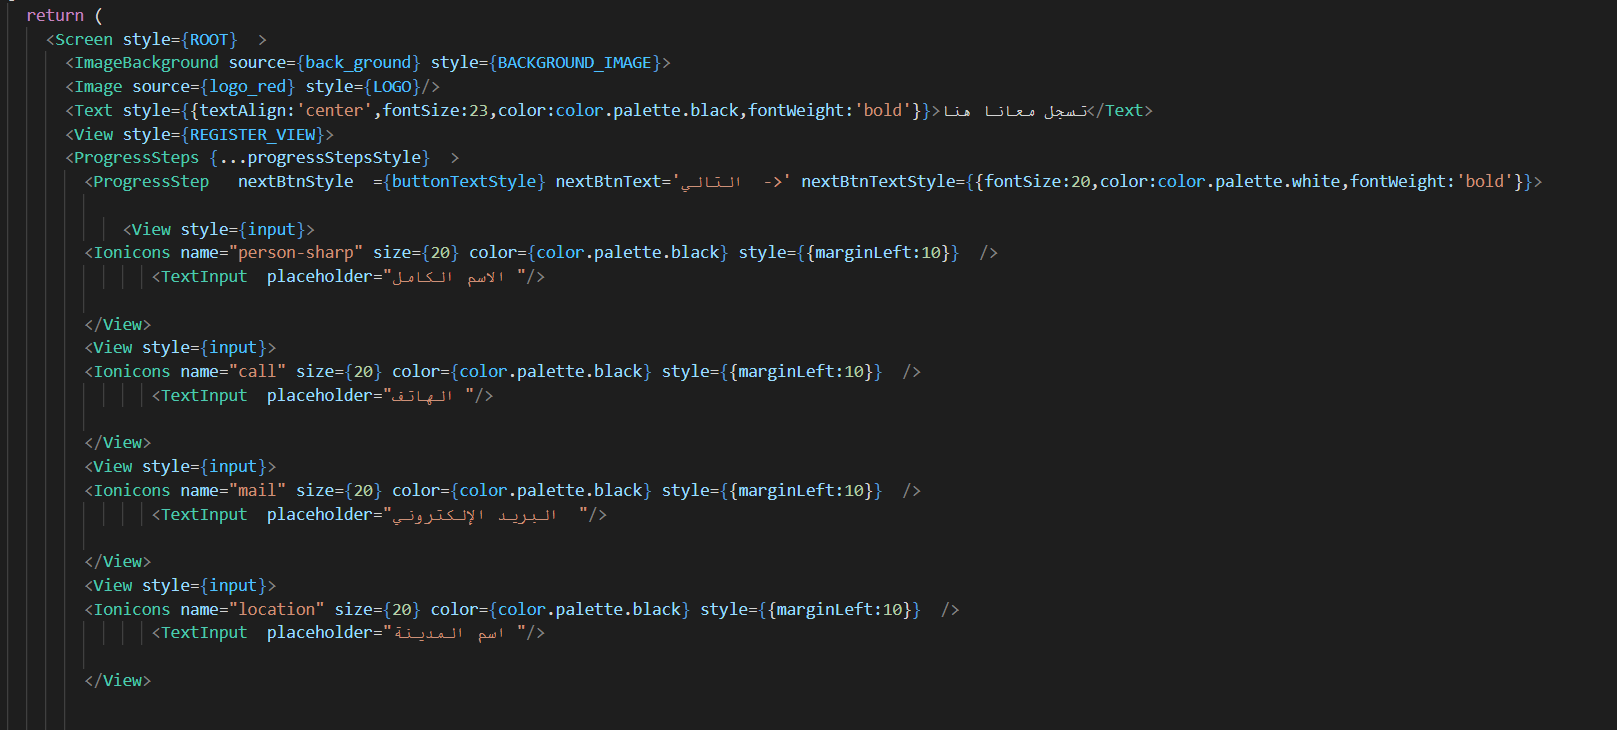 return (
<Screen style={ROOT}  >
<ImageBackground source={back_ground} style={BACKGROUND_IMAGE}>
<Image source={logo_red} style={LOGO}/>
<Text style={{textAlign:'center',fontSize:23,color:color.palette.black,fontWeight:'bold'}}>تسجل معانا هنا</Text>
<View style={REGISTER_VIEW}>
<ProgressSteps {...progressStepsStyle}  >
<ProgressStep   nextBtnStyle  ={buttonTextStyle} nextBtnText='التالي  ->' nextBtnTextStyle={{fontSize:20,color:color.palette.white,fontWeight:'bold'}}>
<View style={input}>
<Ionicons name="person-sharp" size={20} color={color.palette.black} style={{marginLeft:10}}  />
<TextInput  placeholder="الاسم الكامل "/>
</View>
<View style={input}>
<Ionicons name="call" size={20} color={color.palette.black} style={{marginLeft:10}}  />
<TextInput  placeholder="الهاتف "/>
</View>
<View style={input}>
<Ionicons name="mail" size={20} color={color.palette.black} style={{marginLeft:10}}  />
<TextInput  placeholder="البريد الإلكتروني  "/>
</View>
<View style={input}>
<Ionicons name="location" size={20} color={color.palette.black} style={{marginLeft:10}}  />
<TextInput  placeholder="اسم المدينة "/>
</View>